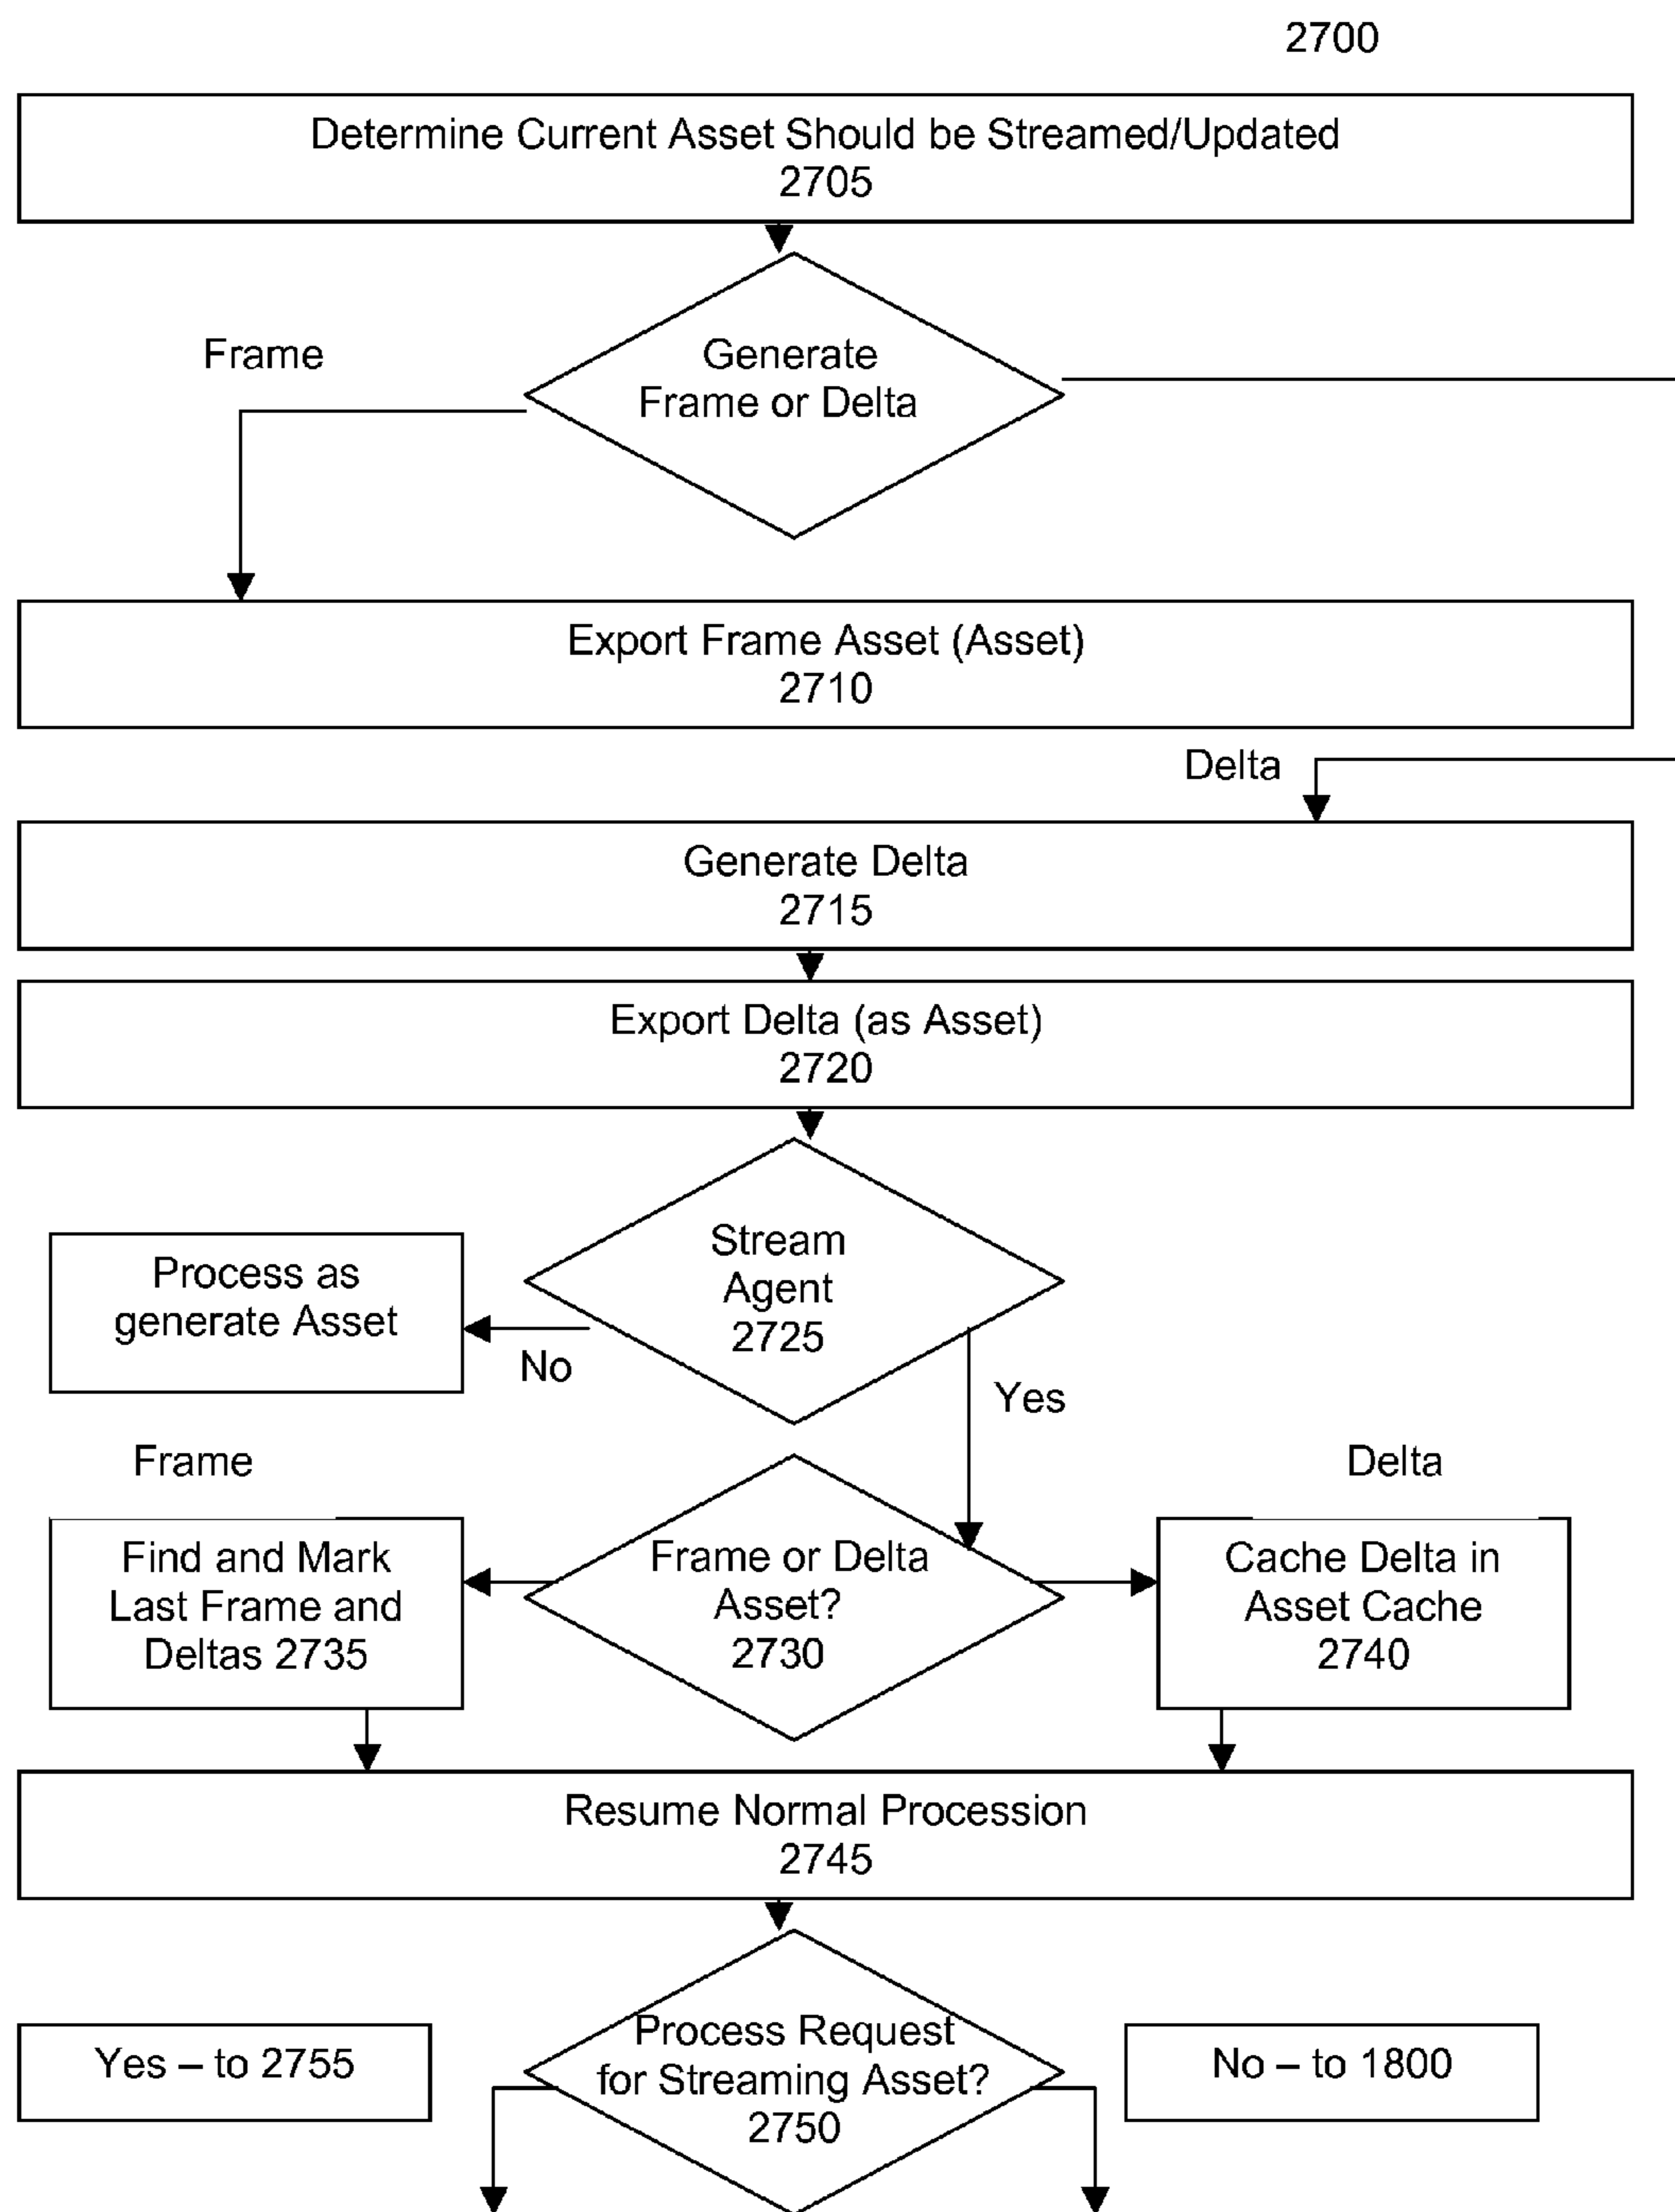 2700
Determine Current Asset Should be Streamed/Updated
2705
Frame
Generate
Frame or Delta
Export Frame Asset (Asset)
2710
Delta
Generate Delta
2715
Export Delta (as Asset)
2720
Stream
Agent
2725
Process as
generate Asset
No
Yes
Frame
Delta
Find and Mark
Last Frame and
Deltas 2735
Frame or Delta
Asset?
2730
Cache Delta in
Asset Cache
2740
Resume Normal Procession
2745
Yes – to 2755
Process Request
for Streaming Asset?
2750
No – to 1800